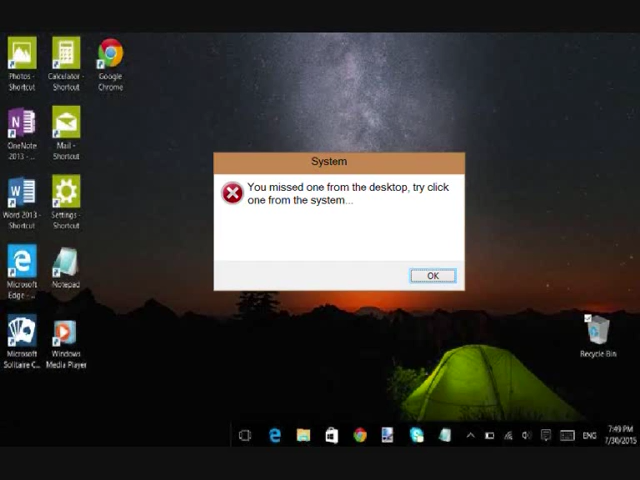 Photos -
Shortcut
Calculator -
Shortcut
Google
Chrome
OneNote
2013 - ...
Mail -
Shortcut
System
You missed one from the desktop, try click
one from the system...
OK
Word 2013 -
Shortcut
Settings -
Shortcut
Microsoft
Edge - ...
Notepad
Microsoft
Solitaire C...
Windows
Media Player
Recycle Bin
ENG
7:49 PM
7/30/2015